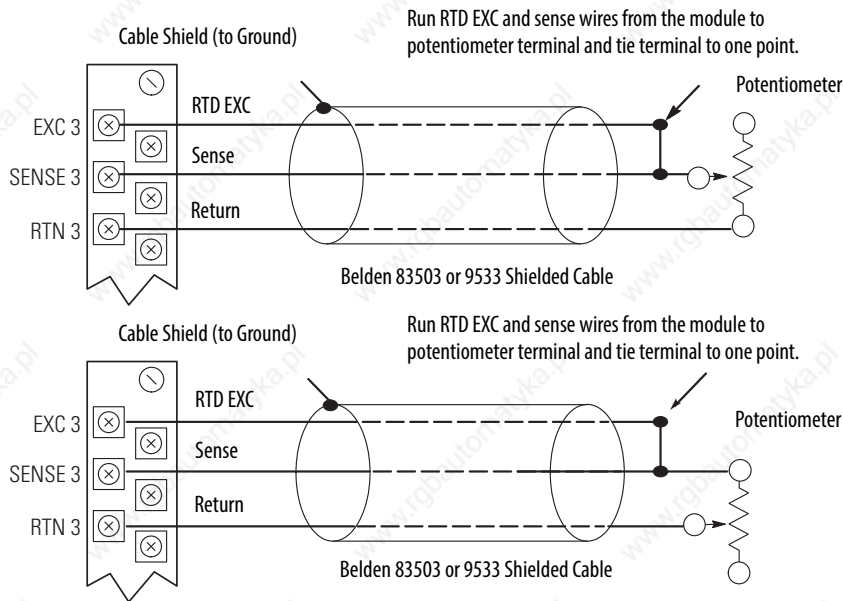 Cable Shield (to Ground)
Run RTD EXC and sense wires from the module to
potentiometer terminal and tie terminal to one point.
Potentiometer
RTD EXC
EXC 3
Sense
SENSE 3
Return
RTN 3
Belden 83503 or 9533 Shielded Cable
Cable Shield (to Ground)
Run RTD EXC and sense wires from the module to
potentiometer terminal and tie terminal to one point.
Potentiometer
RTD EXC
EXC 3
Sense
SENSE 3
Return
RTN 3
Belden 83503 or 9533 Shielded Cable
www.rgbautomatyka.pl